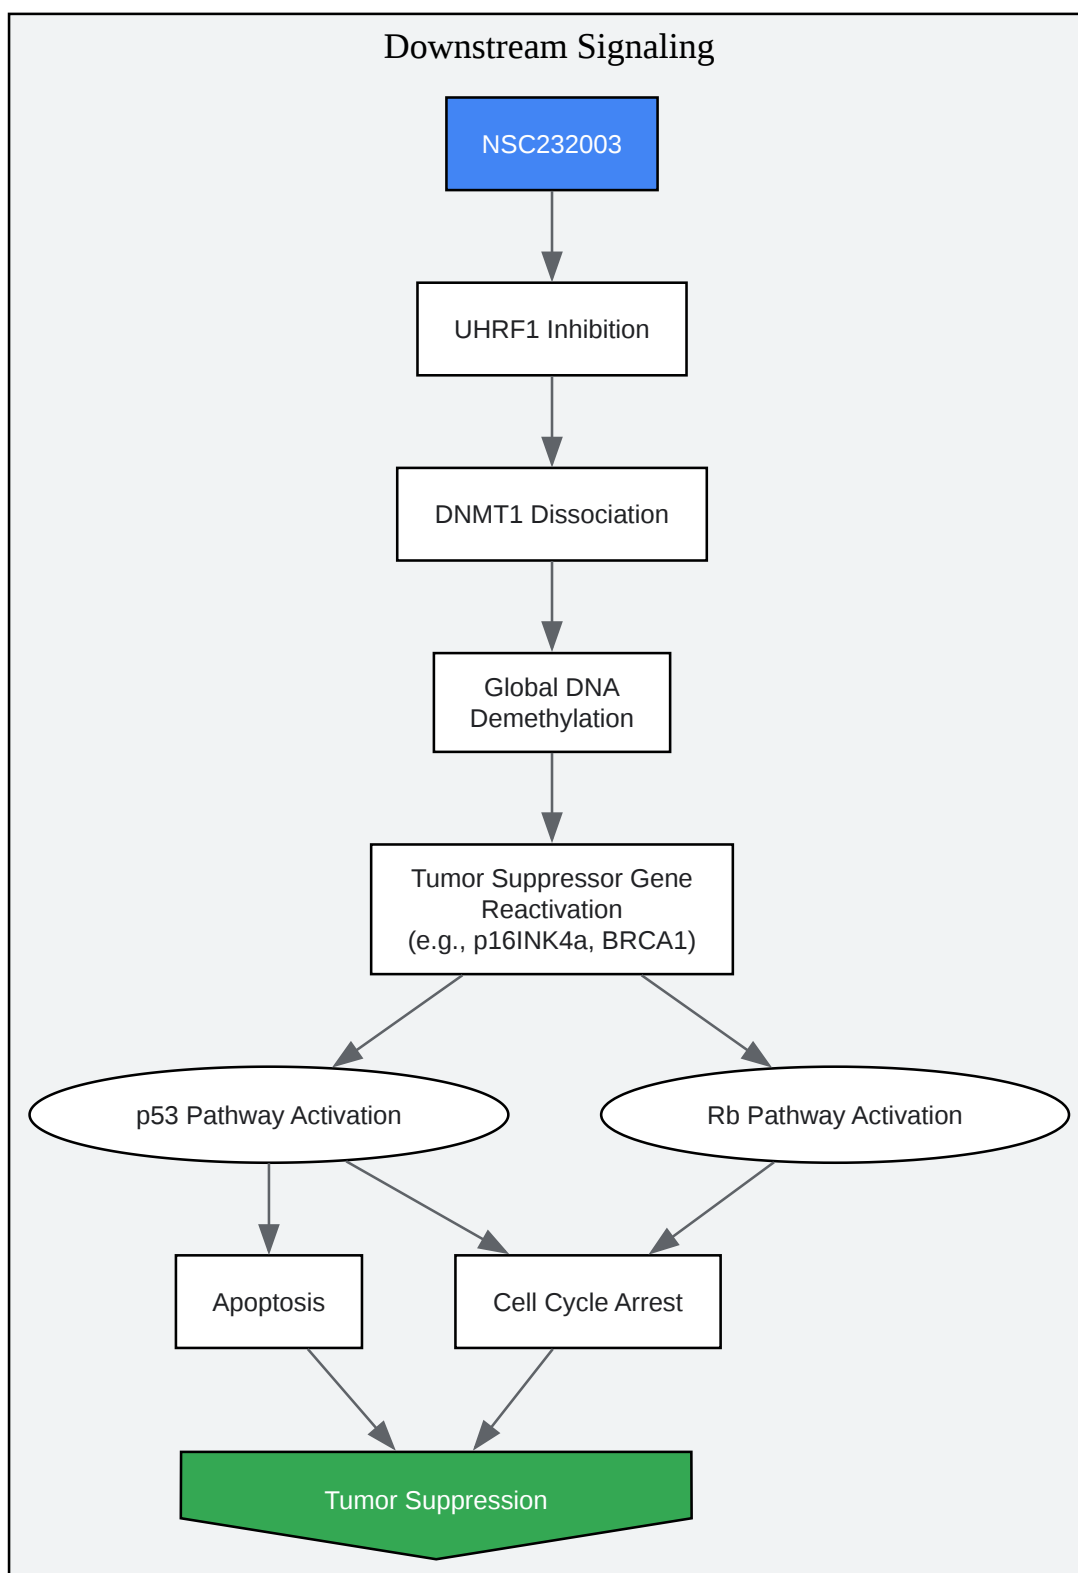 Downstream Signaling
NSC232003
UHRF1 Inhibition
DNMT1 Dissociation
Global DNA
Demethylation
Tumor Suppressor Gene
Reactivation
(e.g., p16INK4a, BRCA1)
p53 Pathway Activation
Rb Pathway Activation
Apoptosis
Cell Cycle Arrest
Tumor Suppression